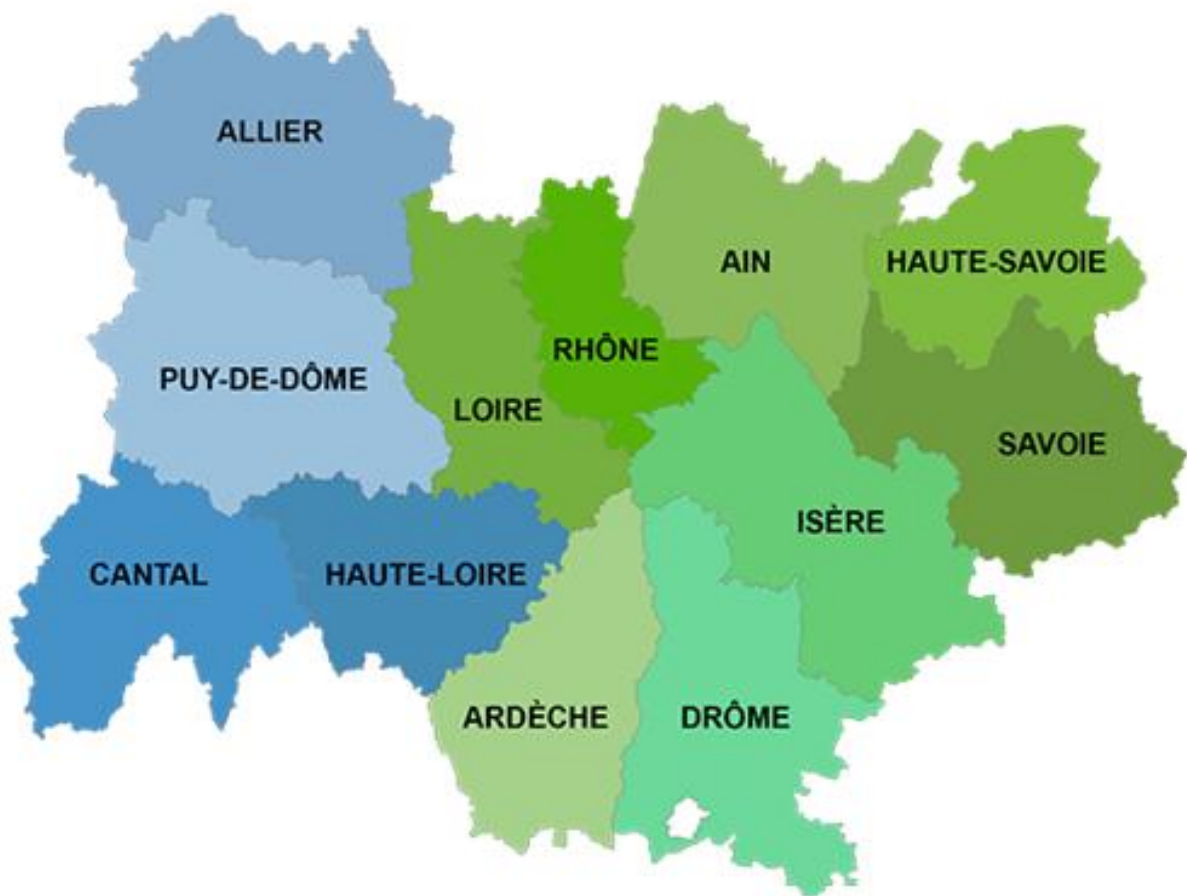 ALLIER
AIN
HAUTE-SAVOIE
RHÔNE
PUY-DE-DÔME
LOIRE
SAVOIE
ISÈRE
CANTAL
HAUTE-LOIRE
ARDÈCHE
DRÔME